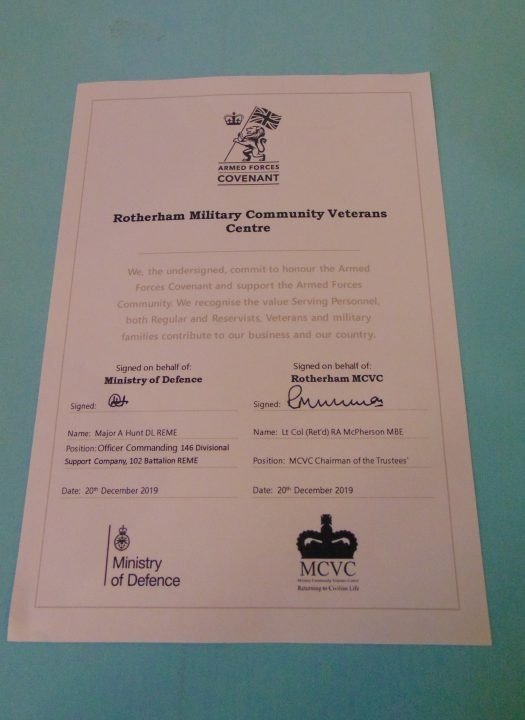 ARMED FORCES
COVENANT
Rotherham Military Community Veterans
Centre
We, the undersigned, commit to honour the Armed
Forces Covenant and support the Armed Forces
Community. We recognise the value Serving Personnel,
both Regular and Reservists, Veterans and military
families contribute to our business and our country.
Signed on behalf of:
Ministry of Defence
Signed:
Name: Major A Hunt DL REME
Position: Officer Commanding 146 Divisional
Support Company, 102 Battalion REME
Date: 20th December 2019
Signed on behalf of:
Rotherham MCVC
Signed:
Name: Lt Col (Ret'd) RA McPherson MBE
Position: MCVC Chairman of the Trustees'
Date: 20th December 2019
Ministry
of Defence
MCVC
Military Community Veterans Centre
Returning to Civilian Life